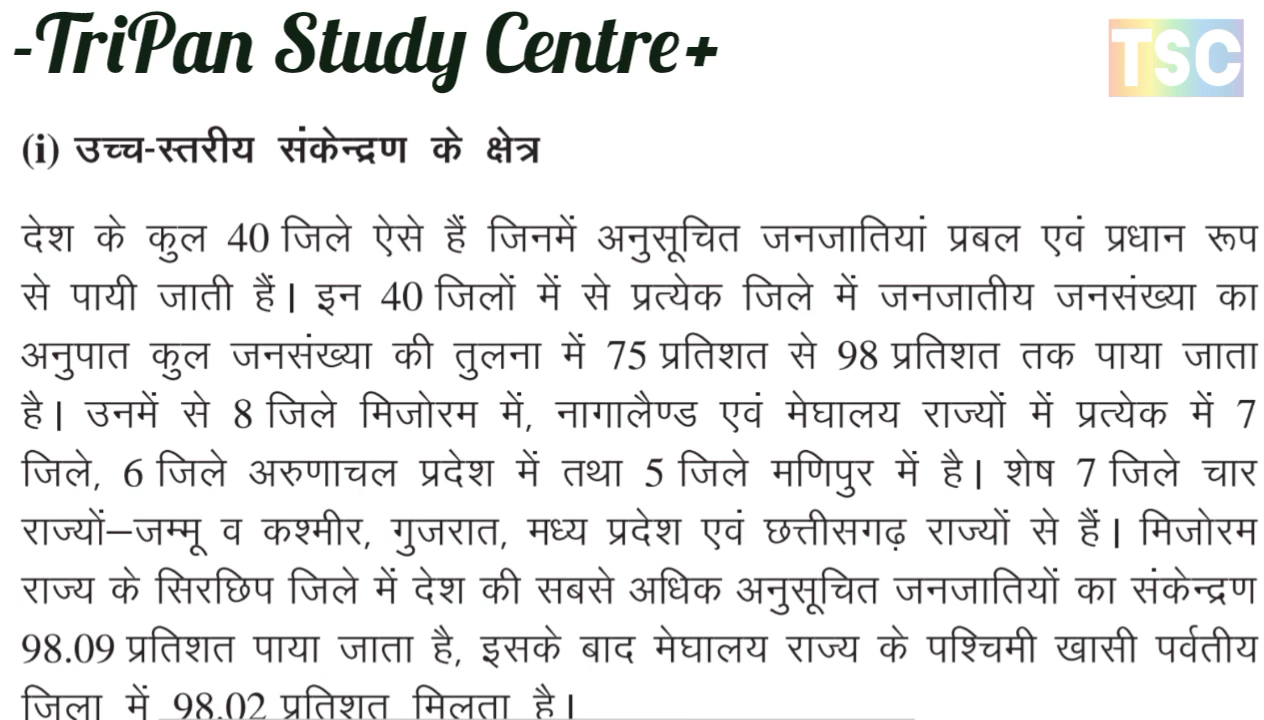 -TriPan Study Centre+
TSC
(i) उच्च-स्तरीय संकेन्द्रण के क्षेत्र
देश के कुल 40 जिले ऐसे हैं जिनमें अनुसूचित जनजातियां प्रबल एवं प्रधान रूप
से पायी जाती हैं। इन 40 जिलों में से प्रत्येक जिले में जनजातीय जनसंख्या का
अनुपात कुल जनसंख्या की तुलना में 75 प्रतिशत से 98 प्रतिशत तक पाया जाता
है। उनमें से 8 जिले मिजोरम में, नागालैण्ड एवं मेघालय राज्यों में प्रत्येक में 7
जिले, 6 जिले अरुणाचल प्रदेश में तथा 5 जिले मणिपुर में है। शेष 7 जिले चार
राज्यों–जम्मू व कश्मीर, गुजरात, मध्य प्रदेश एवं छत्तीसगढ़ राज्यों से हैं। मिजोरम
राज्य के सिरछिप जिले में देश की सबसे अधिक अनुसूचित जनजातियों का संकेन्द्रण
98.09 प्रतिशत पाया जाता है, इसके बाद मेघालय राज्य के पश्चिमी खासी पर्वतीय
जिला में 98.02 प्रतिशत मिलता है।